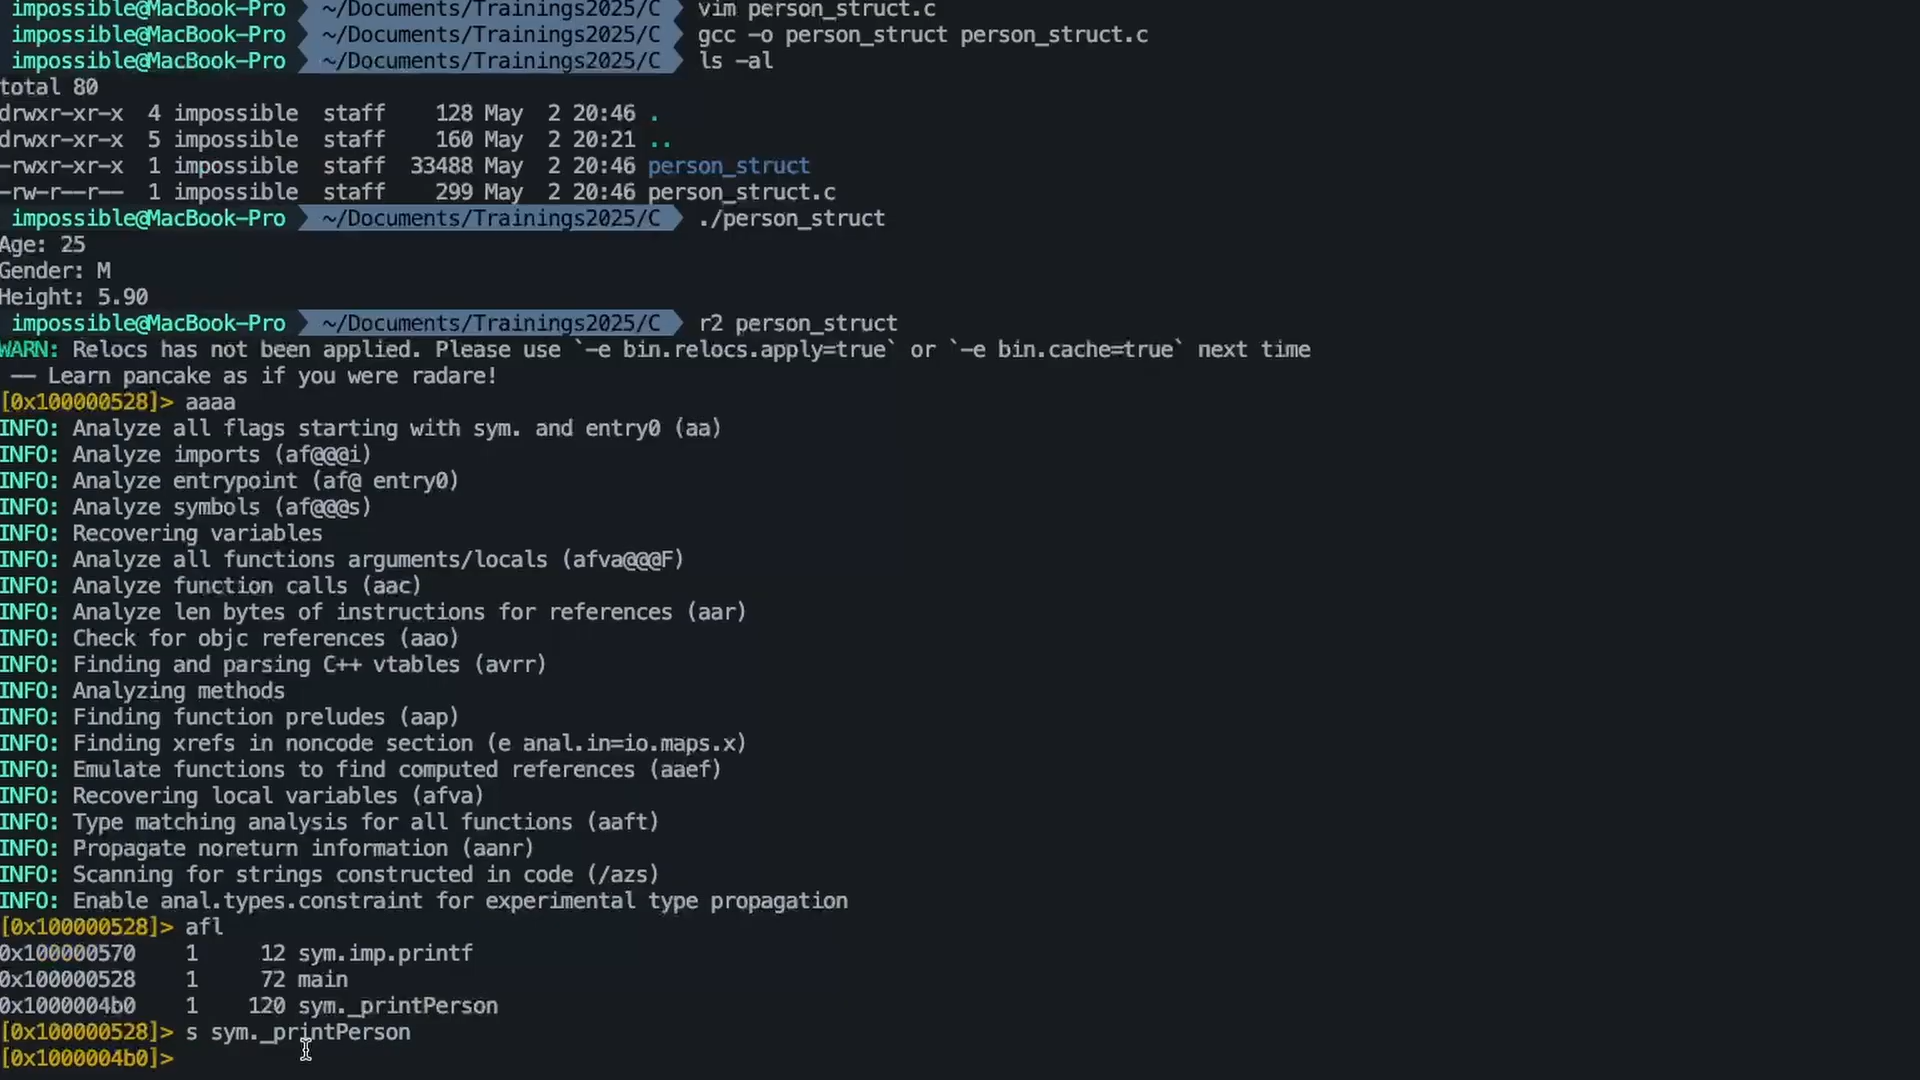 impossible@MacBook-Pro ~/Documents/Trainings2025/C vim person_struct.c
impossible@MacBook-Pro ~/Documents/Trainings2025/C gcc -o person_struct person_struct.c
impossible@MacBook-Pro ~/Documents/Trainings2025/C ls -al
total 80
drwxr-xr-x 4 impossible staff 128 May 2 20:46 .
drwxr-xr-x 5 impossible staff 160 May 2 20:21 ..
-rwxr-xr-x 1 impossible staff 33488 May 2 20:46 person_struct
-rw-r--r-- 1 impossible staff 299 May 2 20:46 person_struct.c
impossible@MacBook-Pro ~/Documents/Trainings2025/C ./person_struct
Age: 25
Gender: M
Height: 5.90
impossible@MacBook-Pro ~/Documents/Trainings2025/C r2 person_struct
WARN: Relocs has not been applied. Please use `-e bin.relocs.apply=true` or `-e bin.cache=true` next time
-- Learn pancake as if you were radare!
[0x100000528]> aaaa
INFO: Analyze all flags starting with sym. and entry0 (aa)
INFO: Analyze imports (af@@@i)
INFO: Analyze entrypoint (af@ entry0)
INFO: Analyze symbols (af@@@s)
INFO: Recovering variables
INFO: Analyze all functions arguments/locals (afva@@@F)
INFO: Analyze function calls (aac)
INFO: Analyze len bytes of instructions for references (aar)
INFO: Check for objc references (aao)
INFO: Finding and parsing C++ vtables (avrr)
INFO: Analyzing methods
INFO: Finding function preludes (aap)
INFO: Finding xrefs in noncode section (e anal.in=io.maps.x)
INFO: Emulate functions to find computed references (aaef)
INFO: Recovering local variables (afva)
INFO: Type matching analysis for all functions (aaft)
INFO: Propagate noreturn information (aanr)
INFO: Scanning for strings constructed in code (/azs)
INFO: Enable anal.types.constraint for experimental type propagation
[0x100000528]> afl
0x100000570 1 12 sym.imp.printf
0x100000528 1 72 main
0x1000004b0 1 120 sym._printPerson
[0x100000528]> s sym._printPerson
[0x1000004b0]>